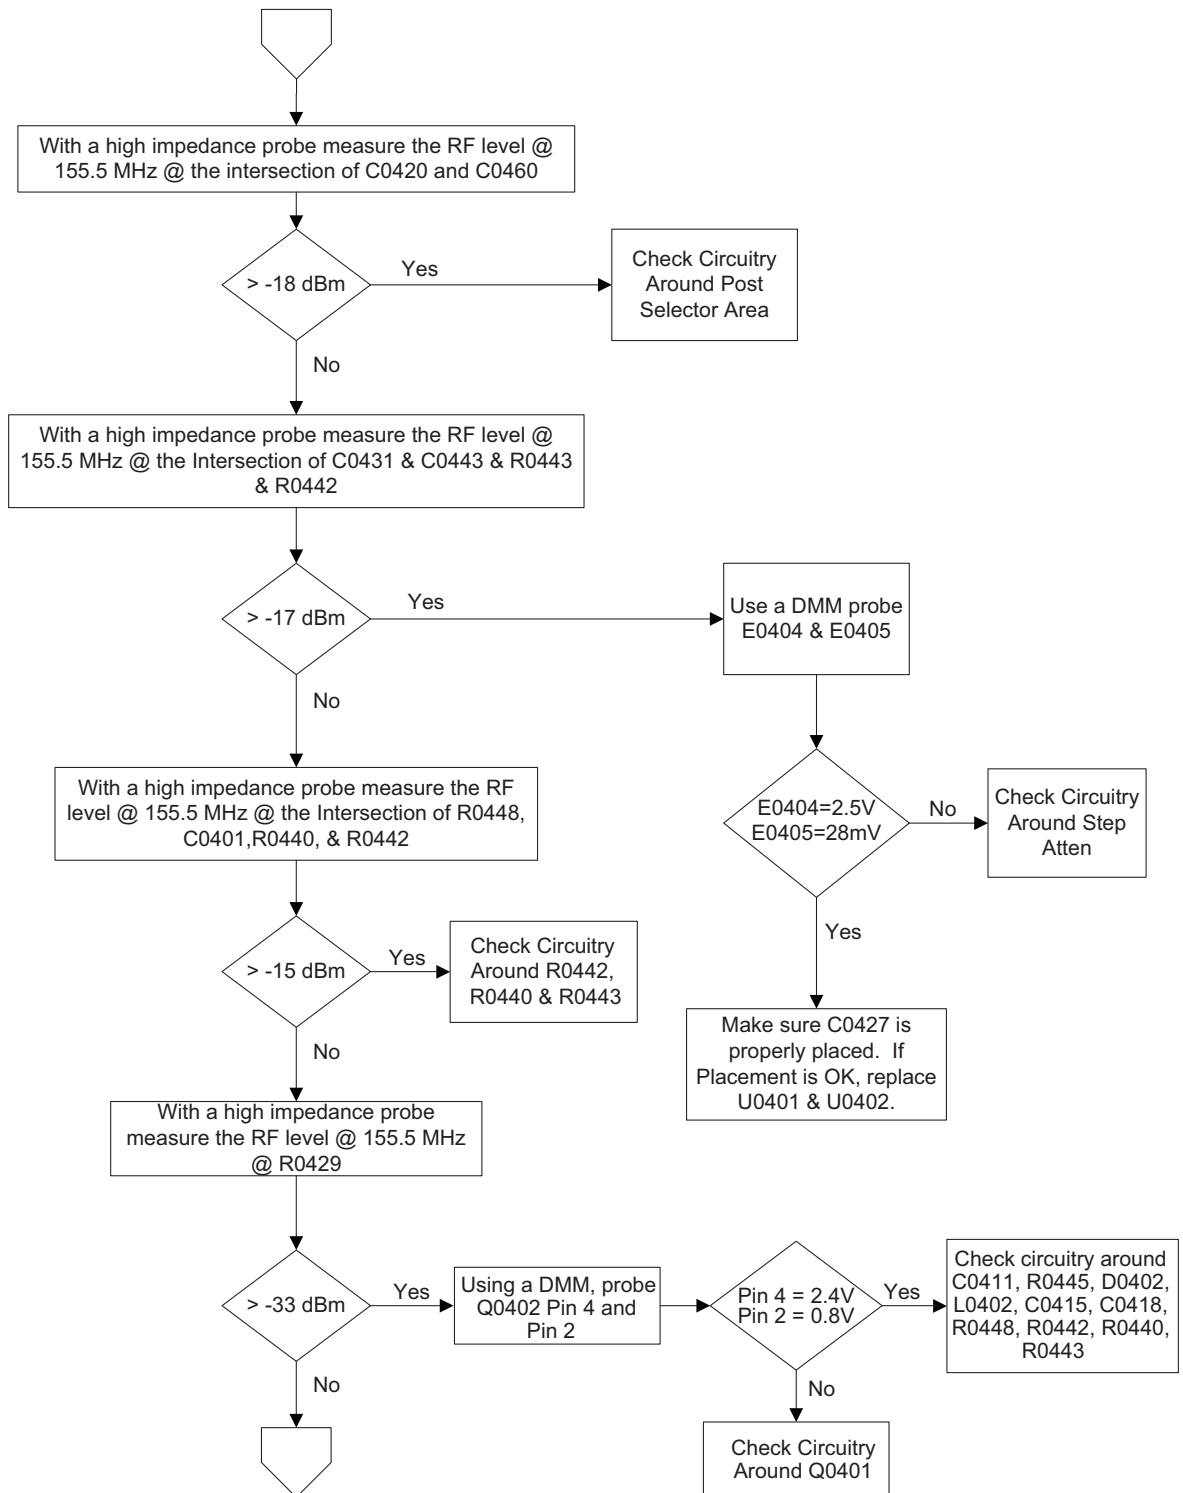 With a high impedance probe measure the RF level @
155.5 MHz @ the intersection of C0420 and C0460
> -18 dBm
Yes
Check Circuitry
Around Post
Selector Area
No
With a high impedance probe measure the RF level @
155.5 MHz @ the Intersection of C0431 & C0443 & R0443
& R0442
> -17 dBm
Yes
Use a DMM probe
E0404 & E0405
No
E0404=2.5V
E0405=28mV
No
Check Circuitry
Around Step
Atten
Yes
Make sure C0427 is
properly placed. If
Placement is OK, replace
U0401 & U0402.
With a high impedance probe measure the RF
level @ 155.5 MHz @ the Intersection of R0448,
C0401,R0440, & R0442
> -15 dBm
Yes
Check Circuitry
Around R0442,
R0440 & R0443
No
With a high impedance probe
measure the RF level @ 155.5 MHz
@ R0429
> -33 dBm
Yes
Using a DMM, probe
Q0402 Pin 4 and
Pin 2
Pin 4 = 2.4V
Pin 2 = 0.8V
Yes
Check circuitry around
C0411, R0445, D0402,
L0402, C0415, C0418,
R0448, R0442, R0440,
R0443
No
Check Circuitry
Around Q0401
No